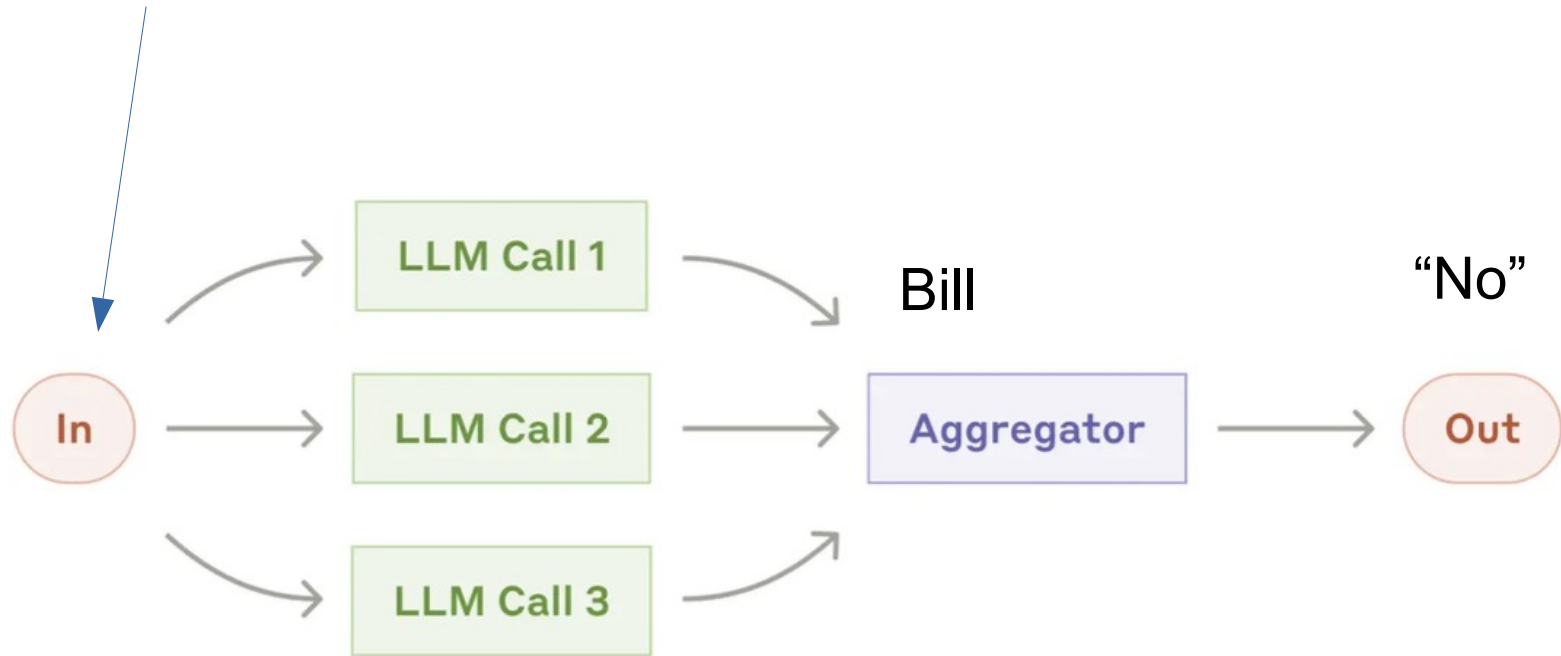 LLM Call 1
Bill
“No”
In
LLM Call 2
Aggregator
Out
LLM Call 3